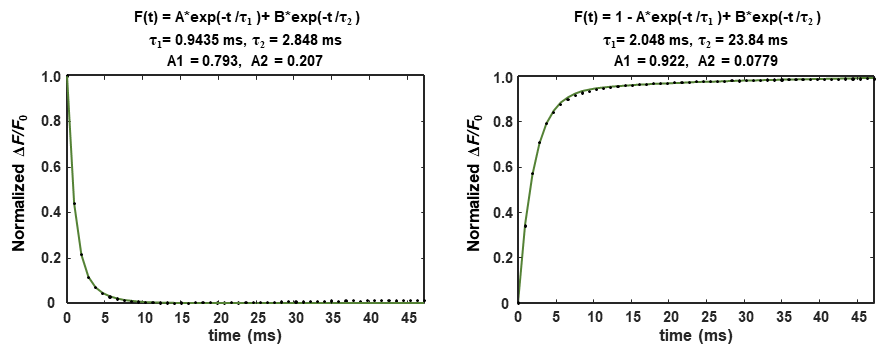 F(t) = A*exp(-t /τ₁ )+ B*exp(-t /τ₂ )
τ₁= 0.9435 ms, τ₂ = 2.848 ms
A1 = 0.793, A2 = 0.207
1.0
0.8
0.6
0.4
0.2
0
Normalized ΔF/F₀
0 5 10 15 20 25 30 35 40 45
time (ms)
F(t) = 1 - A*exp(-t /τ₁ )+ B*exp(-t /τ₂ )
τ₁= 2.048 ms, τ₂ = 23.84 ms
A1 = 0.922, A2 = 0.0779
1.0
0.8
0.6
0.4
0.2
0
Normalized ΔF/F₀
0 5 10 15 20 25 30 35 40 45
time (ms)